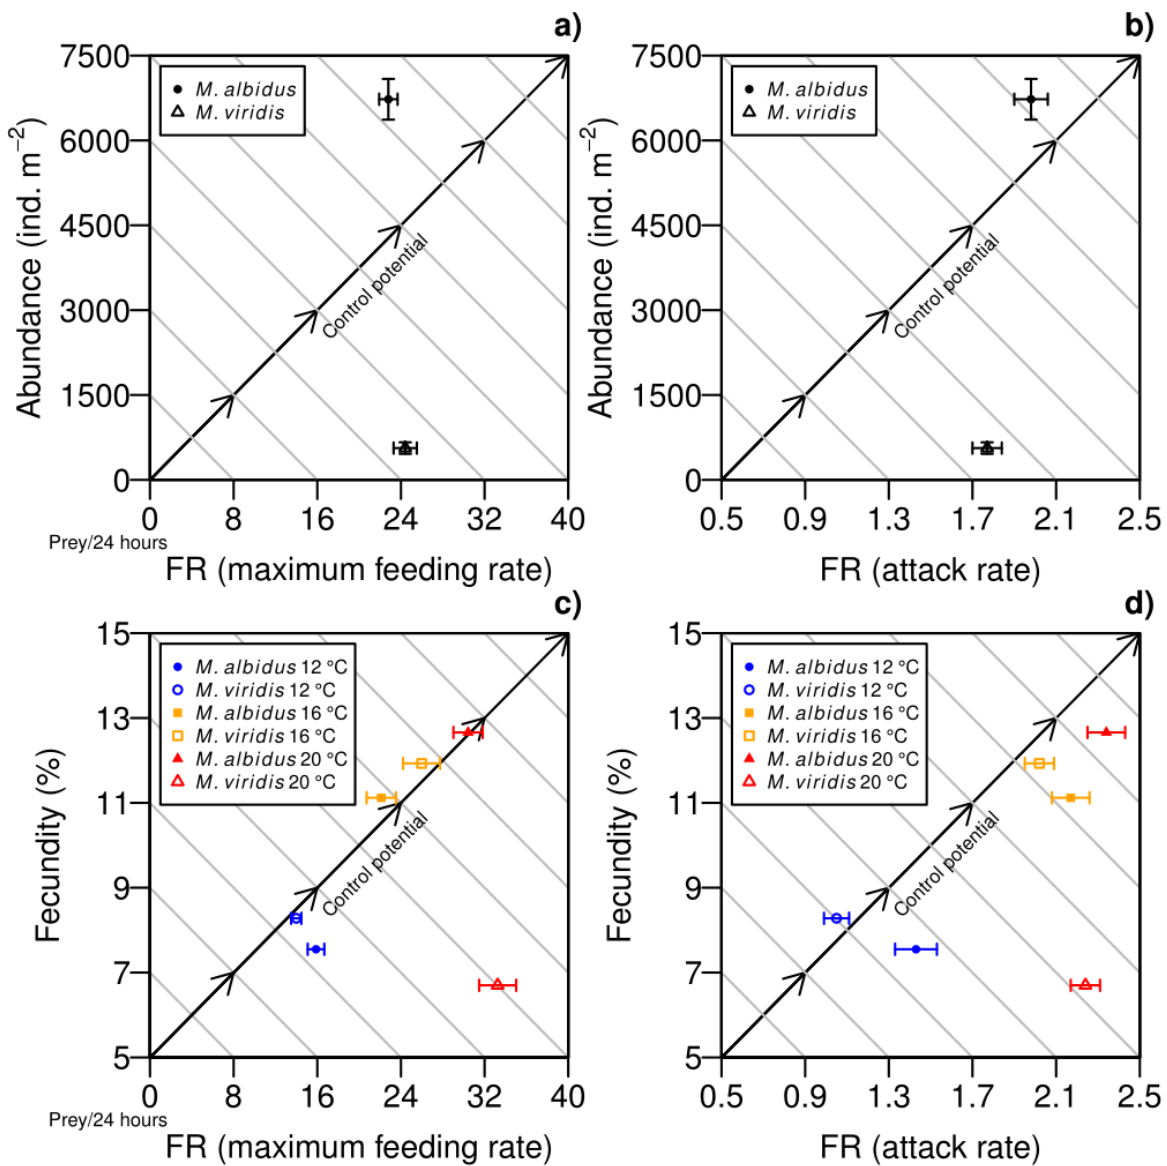 a)
Abundance (ind. m⁻²)
7500
6000
4500
3000
1500
0
M. albidus
M. viridis
Control potential
0 8 16 24 32 40
Prey/24 hours
FR (maximum feeding rate)
b)
Abundance (ind. m⁻²)
7500
6000
4500
3000
1500
0
M. albidus
M. viridis
Control potential
0.5 0.9 1.3 1.7 2.1 2.5
FR (attack rate)
c)
Fecundity (%)
15
13
11
9
7
5
M. albidus 12 °C
M. viridis 12 °C
M. albidus 16 °C
M. viridis 16 °C
M. albidus 20 °C
M. viridis 20 °C
Control potential
0 8 16 24 32 40
Prey/24 hours
FR (maximum feeding rate)
d)
Fecundity (%)
15
13
11
9
7
5
M. albidus 12 °C
M. viridis 12 °C
M. albidus 16 °C
M. viridis 16 °C
M. albidus 20 °C
M. viridis 20 °C
Control potential
0.5 0.9 1.3 1.7 2.1 2.5
FR (attack rate)